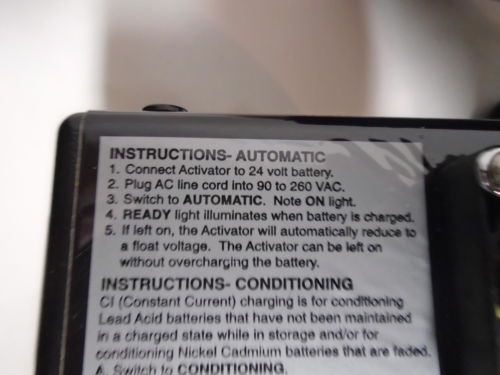 INSTRUCTIONS- AUTOMATIC
1. Connect Activator to 24 volt battery.
2. Plug AC line cord into 90 to 260 VAC.
3. Switch to AUTOMATIC. Note ON light.
4. READY light illuminates when battery is charged.
5. If left on, the Activator will automatically reduce to
a float voltage. The Activator can be left on
without overcharging the battery.
INSTRUCTIONS- CONDITIONING
CI (Constant Current) charging is for conditioning
Lead Acid batteries that have not been maintained
in a charged state while in storage and/or for
conditioning Nickel Cadmium batteries that are faded.
A. Switch to CONDITIONING.